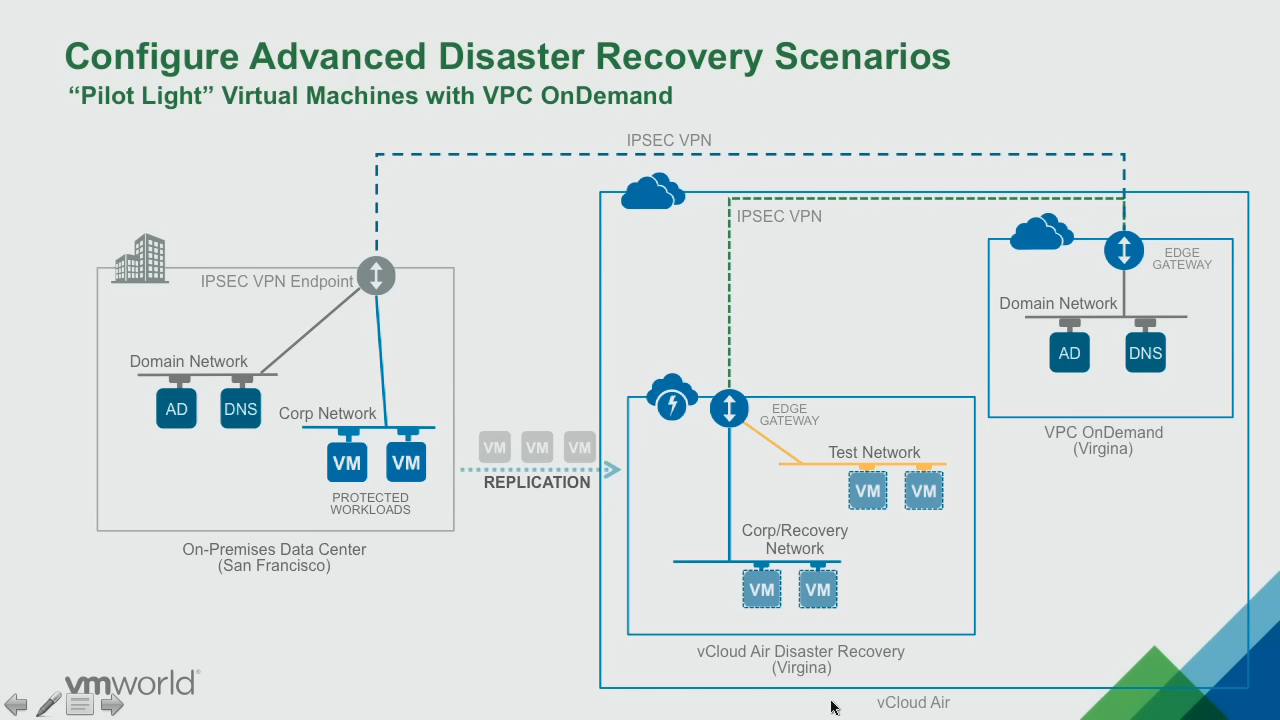 Configure Advanced Disaster Recovery Scenarios
“Pilot Light” Virtual Machines with VPC OnDemand
IPSEC VPN
IPSEC VPN
IPSEC VPN Endpoint
EDGE
GATEWAY
Domain Network
AD
DNS
Domain Network
AD
DNS
Corp Network
VM
VM
PROTECTED
WORKLOADS
On-Premises Data Center
(San Francisco)
VM
VM
VM
REPLICATION
EDGE
GATEWAY
Test Network
VM
VM
Corp/Recovery
Network
VM
VM
VPC OnDemand
(Virginia)
vCloud Air Disaster Recovery
(Virginia)
vCloud Air
vmworld®